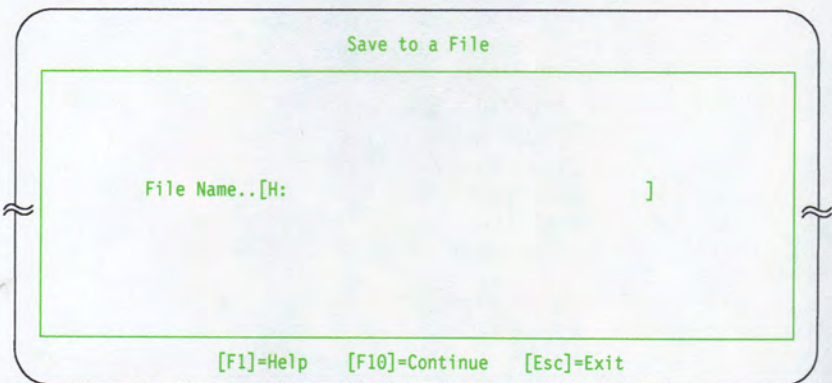 Save to a File
File Name..[H: ]
[F1]=Help [F10]=Continue [Esc]=Exit